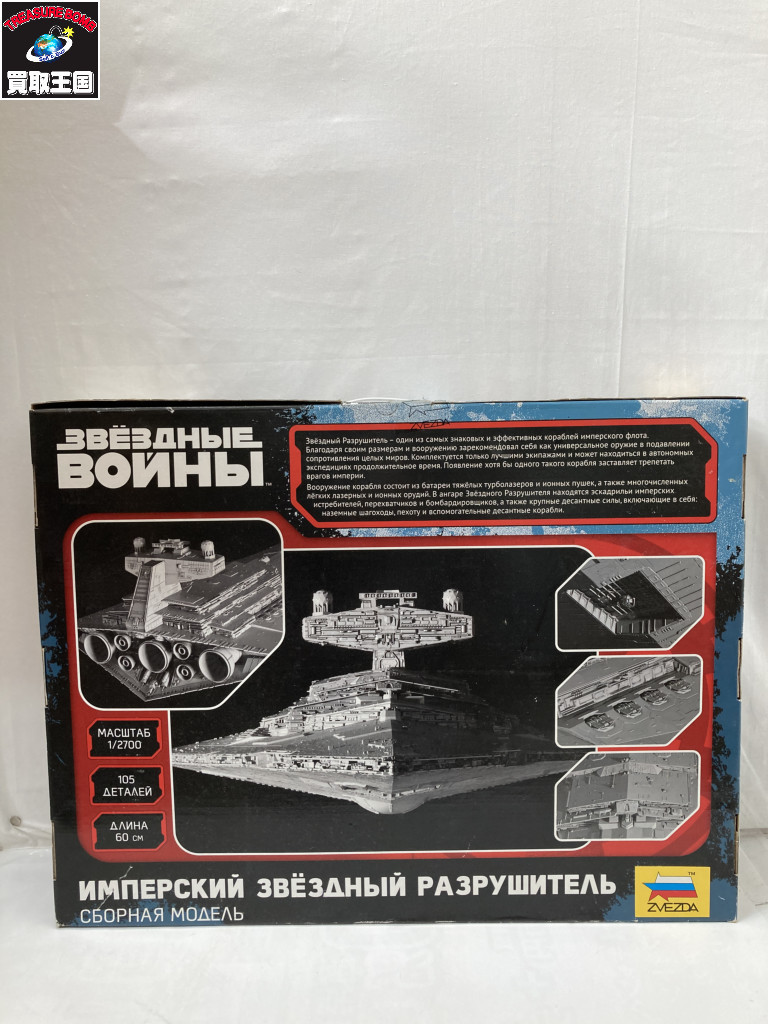 TREASURE BOMB
買取王国
ЗВЁЗДНЫЕ
ВОЙНЫ
TM
ZVEZDA
Звёздный Разрушитель – один из самых знаковых и эффективных кораблей имперского флота.
Благодаря своим размерам и вооружению зарекомендовал себя как универсальное оружие в подавлении
сопротивления целых миров. Комплектуется только лучшими экипажами и может находиться в автономных
экспедициях продолжительное время. Появление хотя бы одного такого корабля заставляет трепетать
врагов империи.
Вооружение корабля состоит из батареи тяжёлых турболазеров и ионных пушек, а также многочисленных
лёгких лазерных и ионных орудий. В ангаре Звёздного Разрушителя находятся эскадрильи имперских
истребителей, перехватчиков и бомбардировщиков, а также крупные десантные силы, включающие в себя:
наземные шагоходы, пехоту и вспомогательные десантные корабли.
МАСШТАБ
1/2700
105
ДЕТАЛЕЙ
ДЛИНА
60 см
ИМПЕРСКИЙ ЗВЁЗДНЫЙ РАЗРУШИТЕЛЬ
СБОРНАЯ МОДЕЛЬ
TM
ZVEZDA